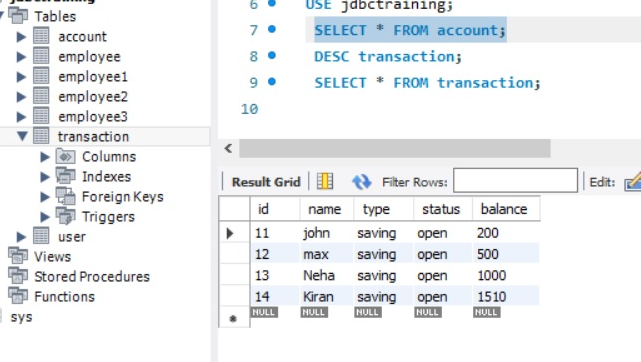 jdbctraining
Tables
account
employee
employee1
employee2
employee3
transaction
Columns
Indexes
Foreign Keys
Triggers
user
Views
Stored Procedures
Functions
sys
6 USE jdbctraining;
7 SELECT * FROM account;
8 DESC transaction;
9 SELECT * FROM transaction;
10
Result Grid Filter Rows: Edit:
id name type status balance
11 john saving open 200
12 max saving open 500
13 Neha saving open 1000
14 Kiran saving open 1510
NULL NULL NULL NULL NULL